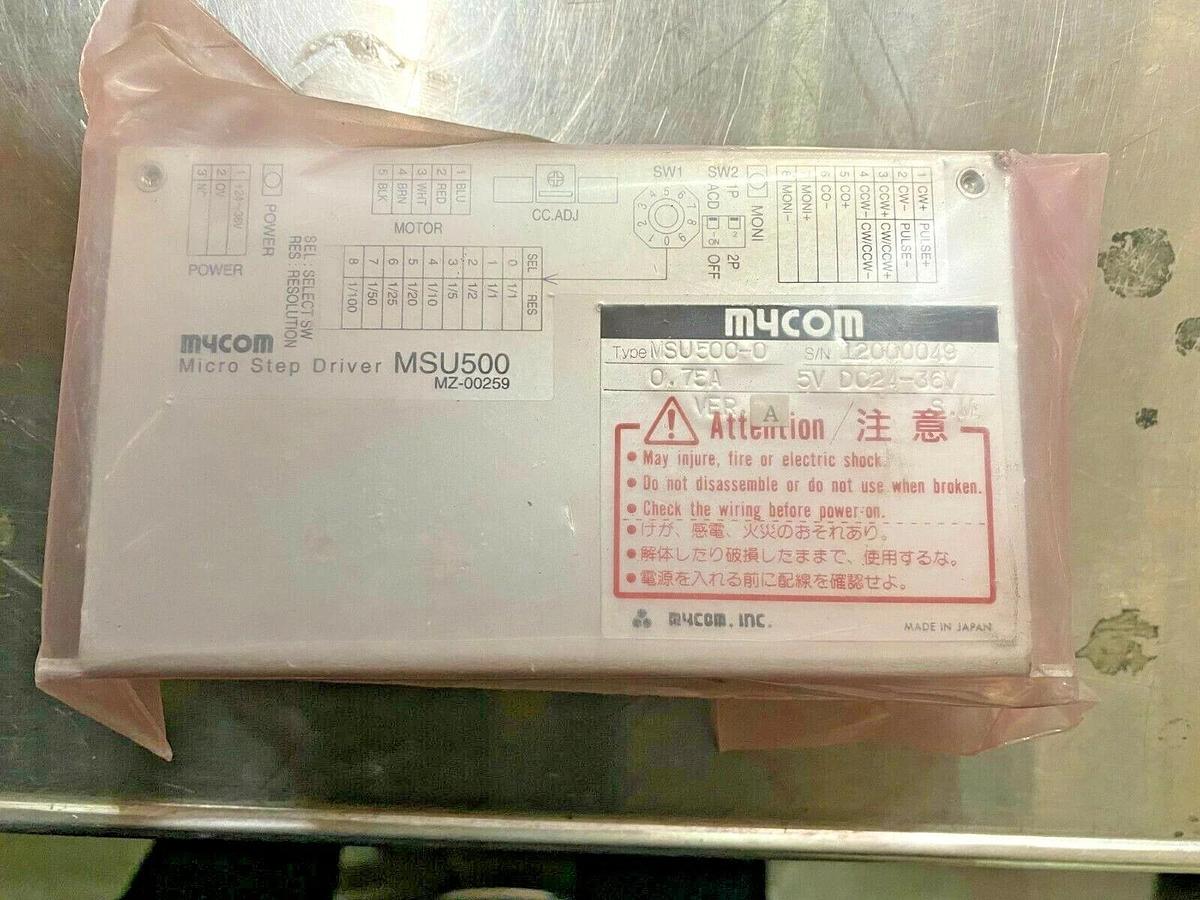 1 +24~36V
2 0V
3 NC
POWER
POWER
1 BLU
2 RED
3 WHT
4 BRN
5 BLK
MOTOR
CC.ADJ
SW1
0 1 2 3 4 5 6 7 8 9
SW2
1P 2P
ACD OFF
ON
MONI
1 CW+ PULSE+
2 CW- PULSE-
3 CCW+ CW/CCW+
4 CCW- CW/CCW-
5 CO+
6 CO-
MONI+
MONI-
SEL RES
0 1/1
1 1/1
2 1/2
3 1/5
4 1/10
5 1/20
6 1/25
7 1/50
8 1/100
SEL : SELECT SW
RES : RESOLUTION
mycom
Micro Step Driver MSU500
MZ-00259
mycom
Type MSU500-0 S/N 12000049
0.75A 5V DC24-36V
VER. A
Attention/注意
● May injure, fire or electric shock.
● Do not disassemble or do not use when broken.
● Check the wiring before power-on.
●けが、感電、火災のおそれあり。
●解体したり破損したままで、使用するな。
●電源を入れる前に配線を確認せよ。
mycom, inc.
MADE IN JAPAN